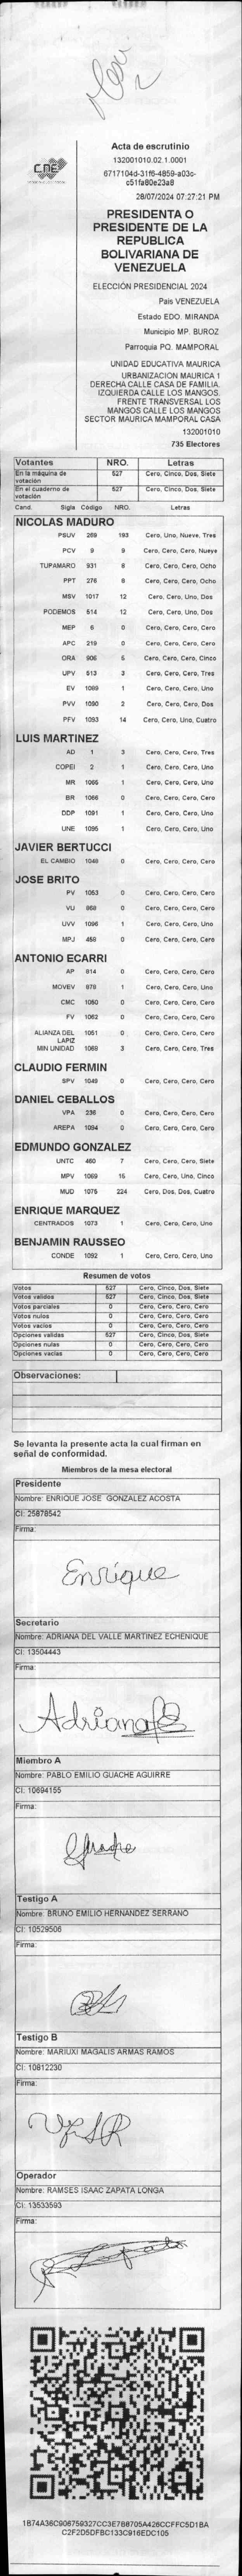 CNE
Acta de escrutinio
132001010.02.1.0001
6717104d-31f6-4859-a03c-
c51fa80e23a8
28/07/2024 07:27:21 PM
PRESIDENTA O
PRESIDENTE DE LA
REPUBLICA
BOLIVARIANA DE
VENEZUELA
ELECCIÓN PRESIDENCIAL 2024
País VENEZUELA
Estado EDO. MIRANDA
Municipio MP. BUROZ
Parroquia PQ. MAMPORAL
UNIDAD EDUCATIVA MAURICA
URBANIZACION MAURICA 1
DERECHA CALLE CASA DE FAMILIA.
IZQUIERDA CALLE LOS MANGOS.
FRENTE TRANSVERSAL LOS
MANGOS CALLE LOS MANGOS
SECTOR MAURICA MAMPORAL CASA
132001010
735 Electores
Votantes NRO. Letras
En la máquina de votación 527 Cero, Cinco, Dos, Siete
En el cuaderno de votación 527 Cero, Cinco, Dos, Siete
Cand. Sigla Código NRO. Letras
NICOLAS MADURO
PSUV 269 193 Cero, Uno, Nueve, Tres
PCV 9 9 Cero, Cero, Cero, Nueve
TUPAMARO 931 8 Cero, Cero, Cero, Ocho
PPT 276 8 Cero, Cero, Cero, Ocho
MSV 1017 12 Cero, Cero, Uno, Dos
PODEMOS 514 12 Cero, Cero, Uno, Dos
MEP 6 0 Cero, Cero, Cero, Cero
APC 219 0 Cero, Cero, Cero, Cero
ORA 906 5 Cero, Cero, Cero, Cinco
UPV 513 3 Cero, Cero, Cero, Tres
EV 1089 1 Cero, Cero, Cero, Uno
PVV 1090 2 Cero, Cero, Cero, Dos
PFV 1093 14 Cero, Cero, Uno, Cuatro
LUIS MARTINEZ
AD 1 3 Cero, Cero, Cero, Tres
COPEI 2 1 Cero, Cero, Cero, Uno
MR 1065 1 Cero, Cero, Cero, Uno
BR 1066 0 Cero, Cero, Cero, Cero
DDP 1091 1 Cero, Cero, Cero, Uno
UNE 1095 1 Cero, Cero, Cero, Uno
JAVIER BERTUCCI
EL CAMBIO 1048 0 Cero, Cero, Cero, Cero
JOSE BRITO
PV 1053 0 Cero, Cero, Cero, Cero
VU 868 0 Cero, Cero, Cero, Cero
UVV 1096 1 Cero, Cero, Cero, Uno
MPJ 458 0 Cero, Cero, Cero, Cero
ANTONIO ECARRI
AP 814 0 Cero, Cero, Cero, Cero
MOVEV 879 1 Cero, Cero, Cero, Uno
CMC 1050 0 Cero, Cero, Cero, Cero
FV 1062 0 Cero, Cero, Cero, Cero
ALIANZA DEL LAPIZ 1051 0 Cero, Cero, Cero, Cero
MIN UNIDAD 1068 3 Cero, Cero, Cero, Tres
CLAUDIO FERMIN
SPV 1049 0 Cero, Cero, Cero, Cero
DANIEL CEBALLOS
VPA 236 0 Cero, Cero, Cero, Cero
AREPA 1094 0 Cero, Cero, Cero, Cero
EDMUNDO GONZALEZ
UNTC 460 7 Cero, Cero, Cero, Siete
MPV 1069 15 Cero, Cero, Uno, Cinco
MUD 1075 224 Cero, Dos, Dos, Cuatro
ENRIQUE MARQUEZ
CENTRADOS 1073 1 Cero, Cero, Cero, Uno
BENJAMIN RAUSSEO
CONDE 1092 1 Cero, Cero, Cero, Uno
Resumen de votos
Votos 527 Cero, Cinco, Dos, Siete
Votos validos 527 Cero, Cinco, Dos, Siete
Votos parciales 0 Cero, Cero, Cero, Cero
Votos nulos 0 Cero, Cero, Cero, Cero
Votos vacios 0 Cero, Cero, Cero, Cero
Opciones validas 527 Cero, Cinco, Dos, Siete
Opciones nulas 0 Cero, Cero, Cero, Cero
Opciones vacias 0 Cero, Cero, Cero, Cero
Observaciones:
Se levanta la presente acta la cual firman en
señal de conformidad.
Miembros de la mesa electoral
Presidente
Nombre: ENRIQUE JOSE GONZALEZ ACOSTA
CI: 25878542
Firma:
Enrique
Secretario
Nombre: ADRIANA DEL VALLE MARTINEZ ECHENIQUE
CI: 13504443
Firma:
Adriana
Miembro A
Nombre: PABLO EMILIO GUACHE AGUIRRE
CI: 10694155
Firma:
Guache
Testigo A
Nombre: BRUNO EMILIO HERNANDEZ SERRANO
CI: 10529506
Firma:
Testigo B
Nombre: MARIUXI MAGALIS ARMAS RAMOS
CI: 10812230
Firma:
Operador
Nombre: RAMSES ISAAC ZAPATA LONGA
CI: 13533593
Firma:
Zapata
1B74A36C906759327CC3E7B8705A426CCFFC5D1BA
C2F2D5DFBC133C916EDC105